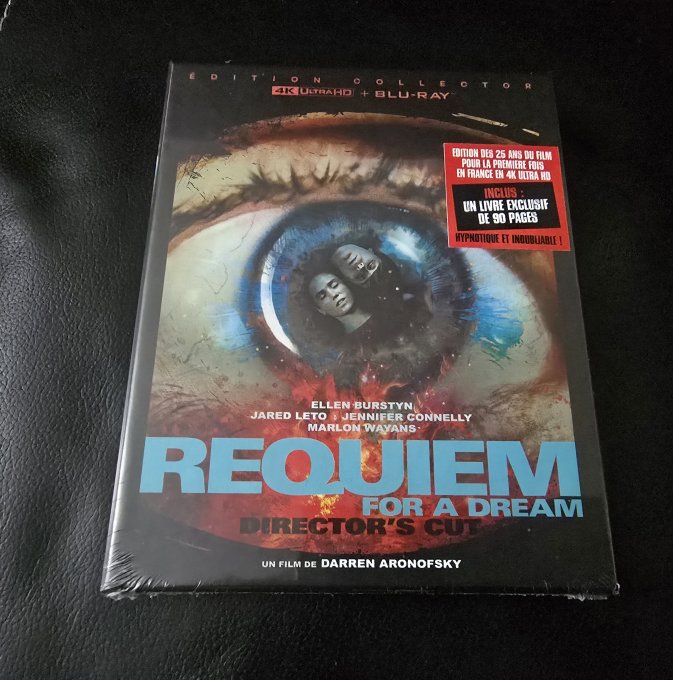 ÉDITION COLLECTOR
4K ULTRA HD + BLU-RAY
EDITION DES 25 ANS DU FILM
POUR LA PREMIERE FOIS
EN FRANCE EN 4K ULTRA HD
INCLUS :
UN LIVRE EXCLUSIF
DE 90 PAGES
HYPNOTIQUE ET INOUBLIABLE !
ELLEN BURSTYN
JARED LETO : JENNIFER CONNELLY
MARLON WAYANS
REQUIEM
FOR A DREAM
DIRECTOR'S CUT
UN FILM DE DARREN ARONOFSKY